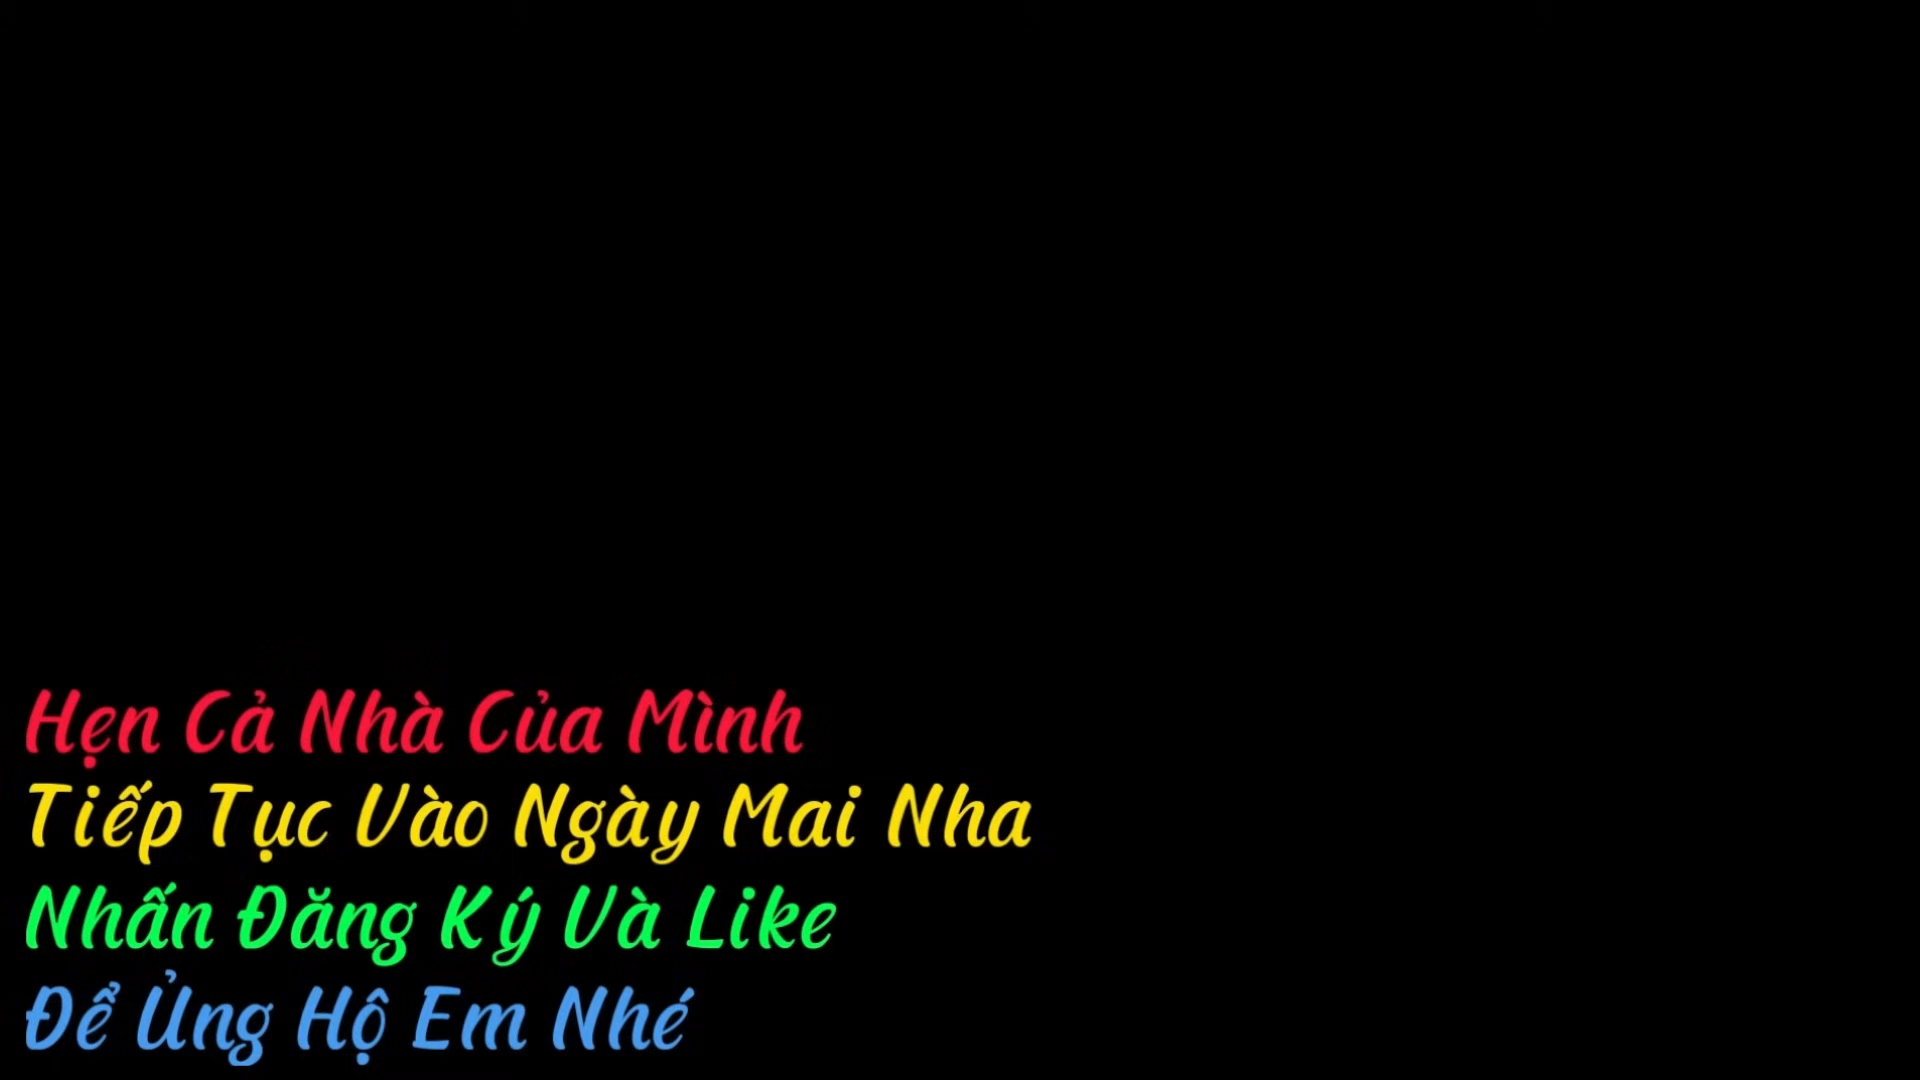 Hẹn Cả Nhà Của Mình
Tiếp Tục Vào Ngày Mai Nha
Nhấn Đăng Ký Và Like
Để Ủng Hộ Em Nhé